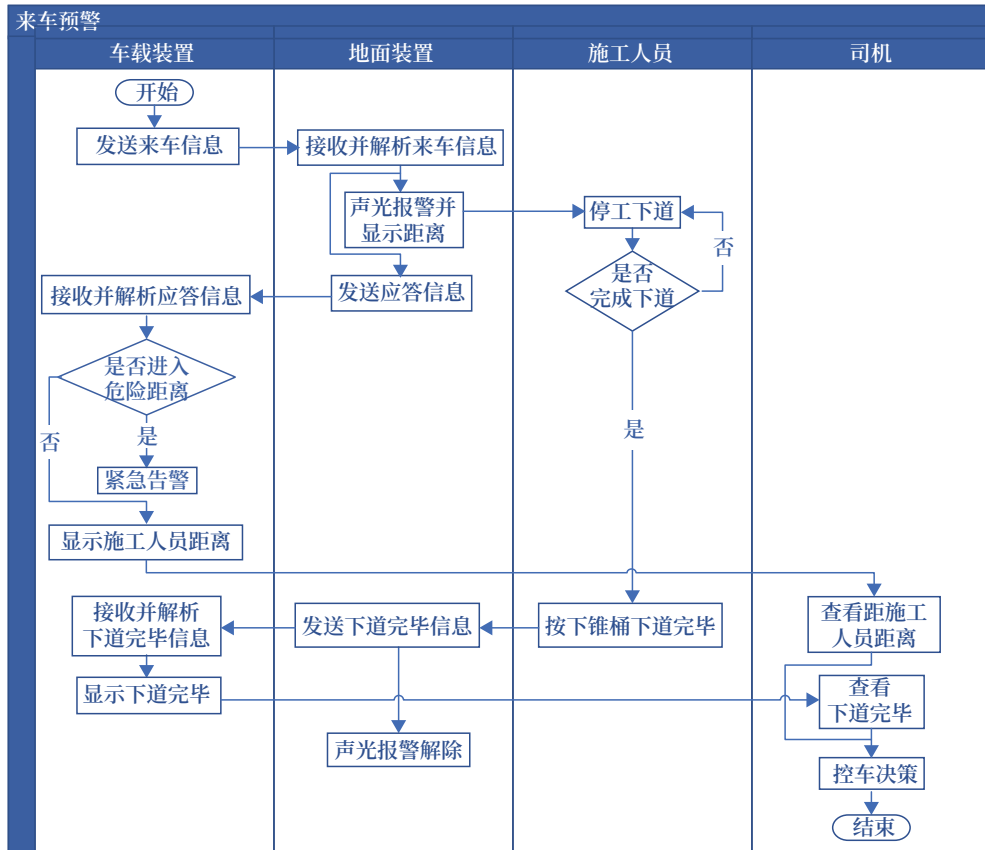 来车预警
车载装置
地面装置
施工人员
司机
开始
发送来车信息
接收并解析来车信息
声光报警并
显示距离
停工下道
否
是否
完成下道
接收并解析应答信息
发送应答信息
是否进入
危险距离
否
是
是
紧急告警
显示施工人员距离
接收并解析
下道完毕信息
发送下道完毕信息
按下锥桶下道完毕
查看距施工
人员距离
显示下道完毕
查看
下道完毕
声光报警解除
控车决策
结束